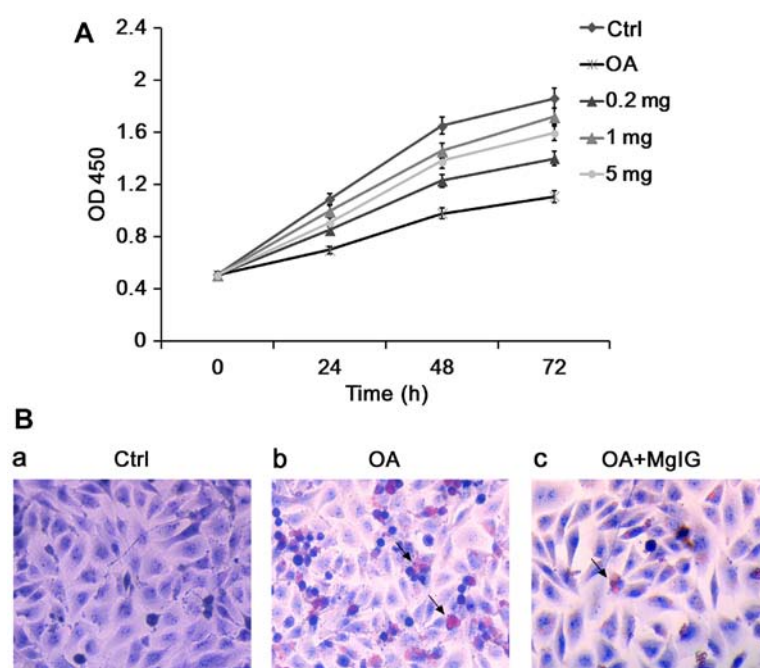 A
2.4
2
1.6
1.2
0.8
0.4
0
OD 450
0 24 48 72
Time (h)
Ctrl
OA
0.2 mg
1 mg
5 mg
B
a Ctrl b OA c OA+MgIG